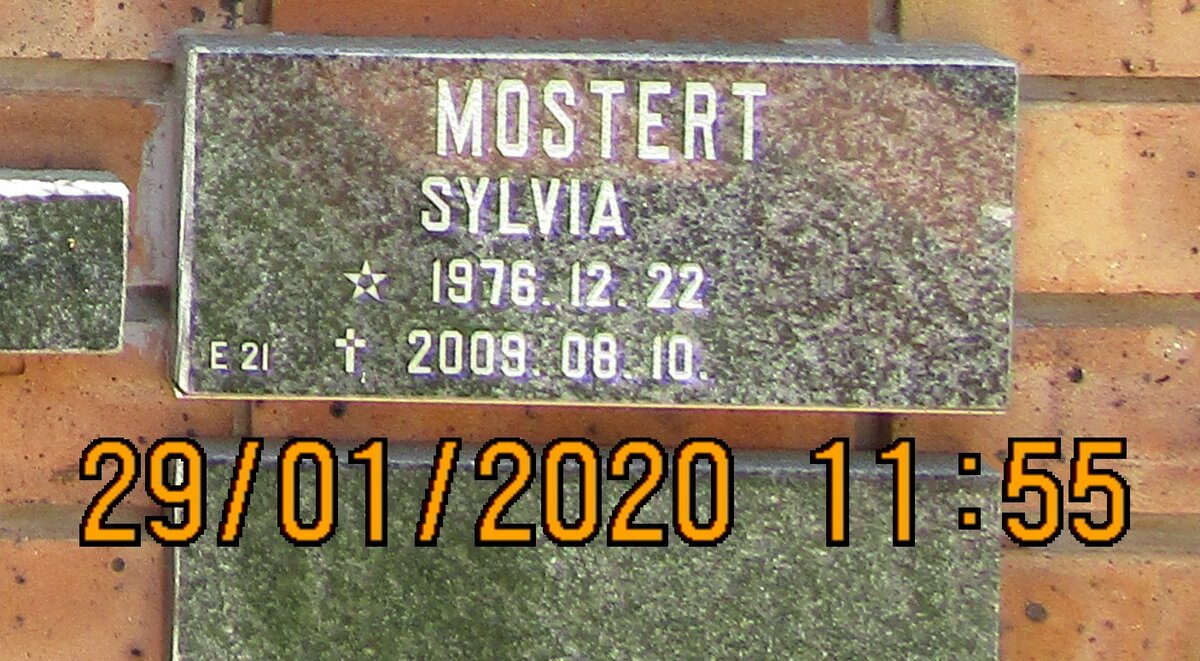 MOSTERT
SYLVIA
☆ 1976. 12. 22
E 21 † 2009. 08. 10.
29/01/2020 11:55